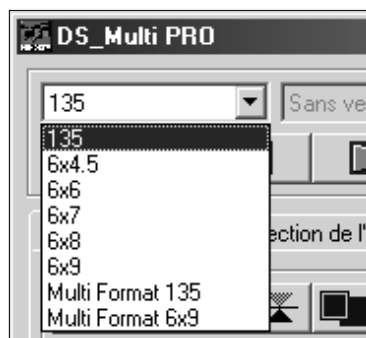 DS_Multi PRO
135 Sans ve
135
6x4.5
6x6
6x7
6x8 ection de l'
6x9
Multi Format 135
Multi Format 6x9